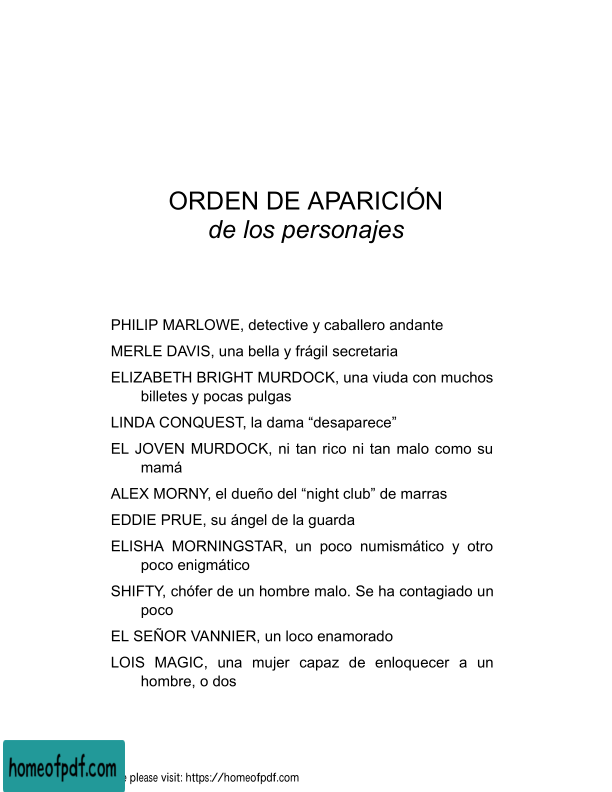 ORDEN DE APARICIÓN
de los personajes
PHILIP MARLOWE, detective y caballero andante
MERLE DAVIS, una bella y frágil secretaria
ELIZABETH BRIGHT MURDOCK, una viuda con muchos
billetes y pocas pulgas
LINDA CONQUEST, la dama “desaparece”
EL JOVEN MURDOCK, ni tan rico ni tan malo como su
mamá
ALEX MORNY, el dueño del “night club” de marras
EDDIE PRUE, su ángel de la guarda
ELISHA MORNINGSTAR, un poco numismático y otro
poco enigmático
SHIFTY, chófer de un hombre malo. Se ha contagiado un
poco
EL SEÑOR VANNIER, un loco enamorado
LOIS MAGIC, una mujer capaz de enloquecer a un
hombre, o dos
homeofpdf.com
please visit: https://homeofpdf.com